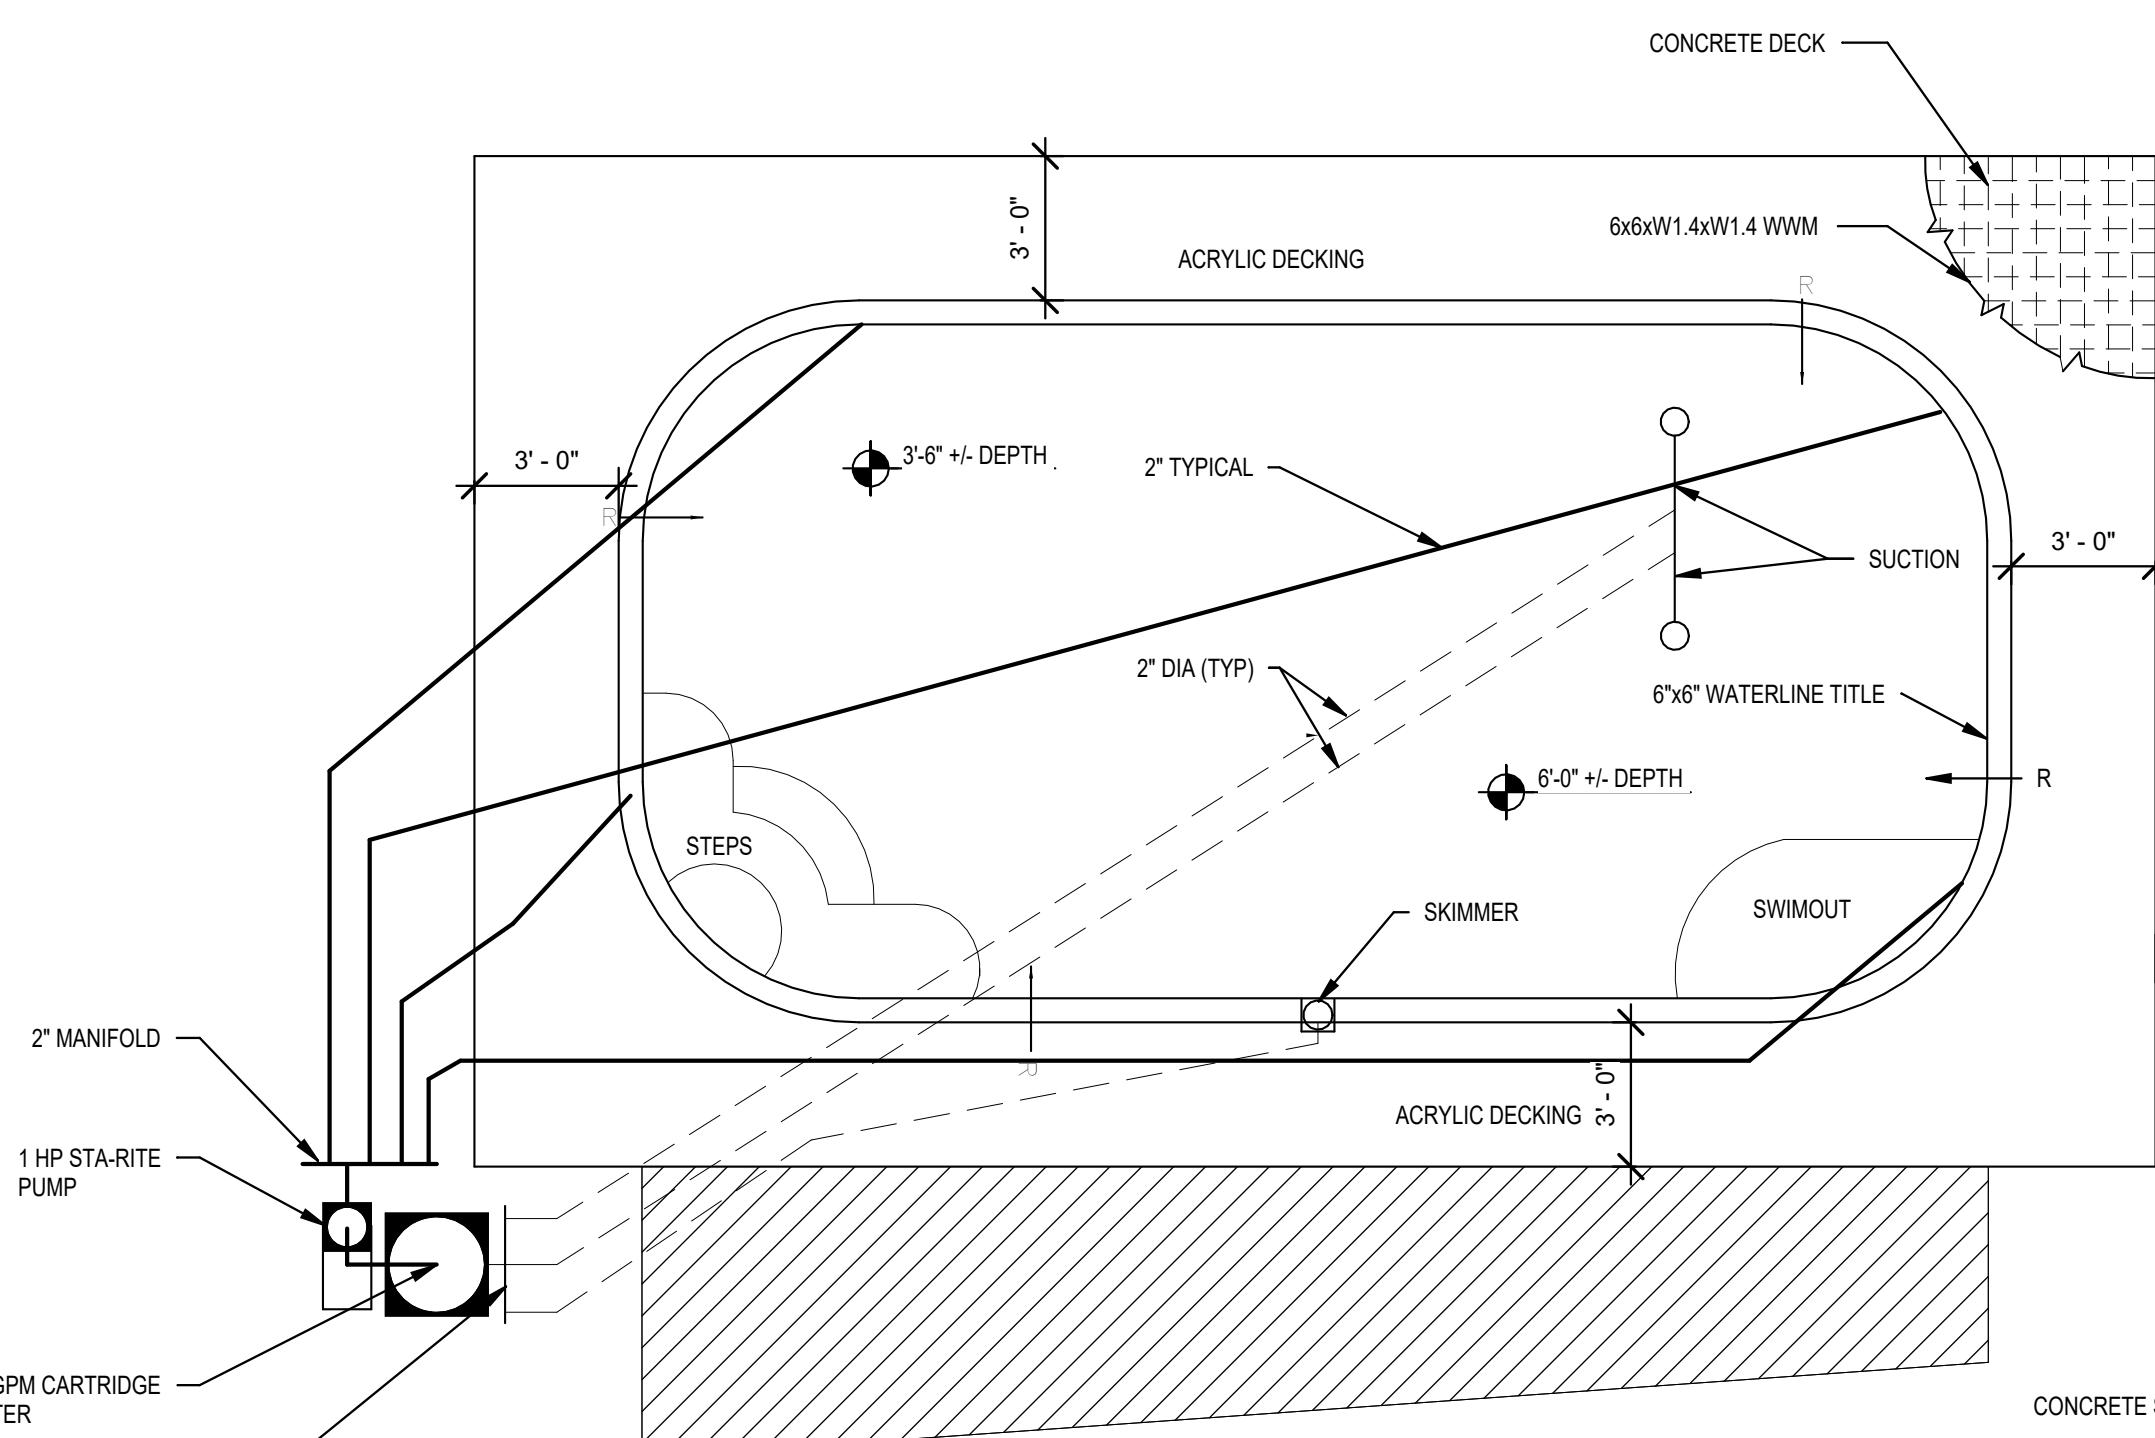 CONCRETE DECK
6x6xW1.4xW1.4 WWM
3' - 0"
ACRYLIC DECKING
R
3' - 0"
3'-6" +/- DEPTH
2" TYPICAL
R
SUCTION
3' - 0"
2" DIA (TYP)
6"x6" WATERLINE TITLE
6'-0" +/- DEPTH
R
STEPS
SKIMMER
SWIMOUT
2" MANIFOLD
R
3' - 0"
ACRYLIC DECKING
1 HP STA-RITE
PUMP
GPM CARTRIDGE
TER
CONCRETE